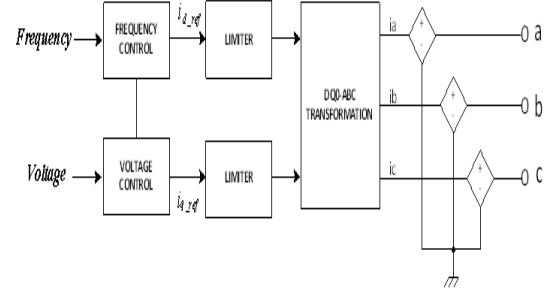 Frequency
FREQUENCY
CONTROL
i_d_ref
LIMITER
DQ0-ABC
TRANSFORMATION
ia
+
-
a
ib
+
-
b
Voltage
VOLTAGE
CONTROL
i_q_ref
LIMITER
ic
+
-
c